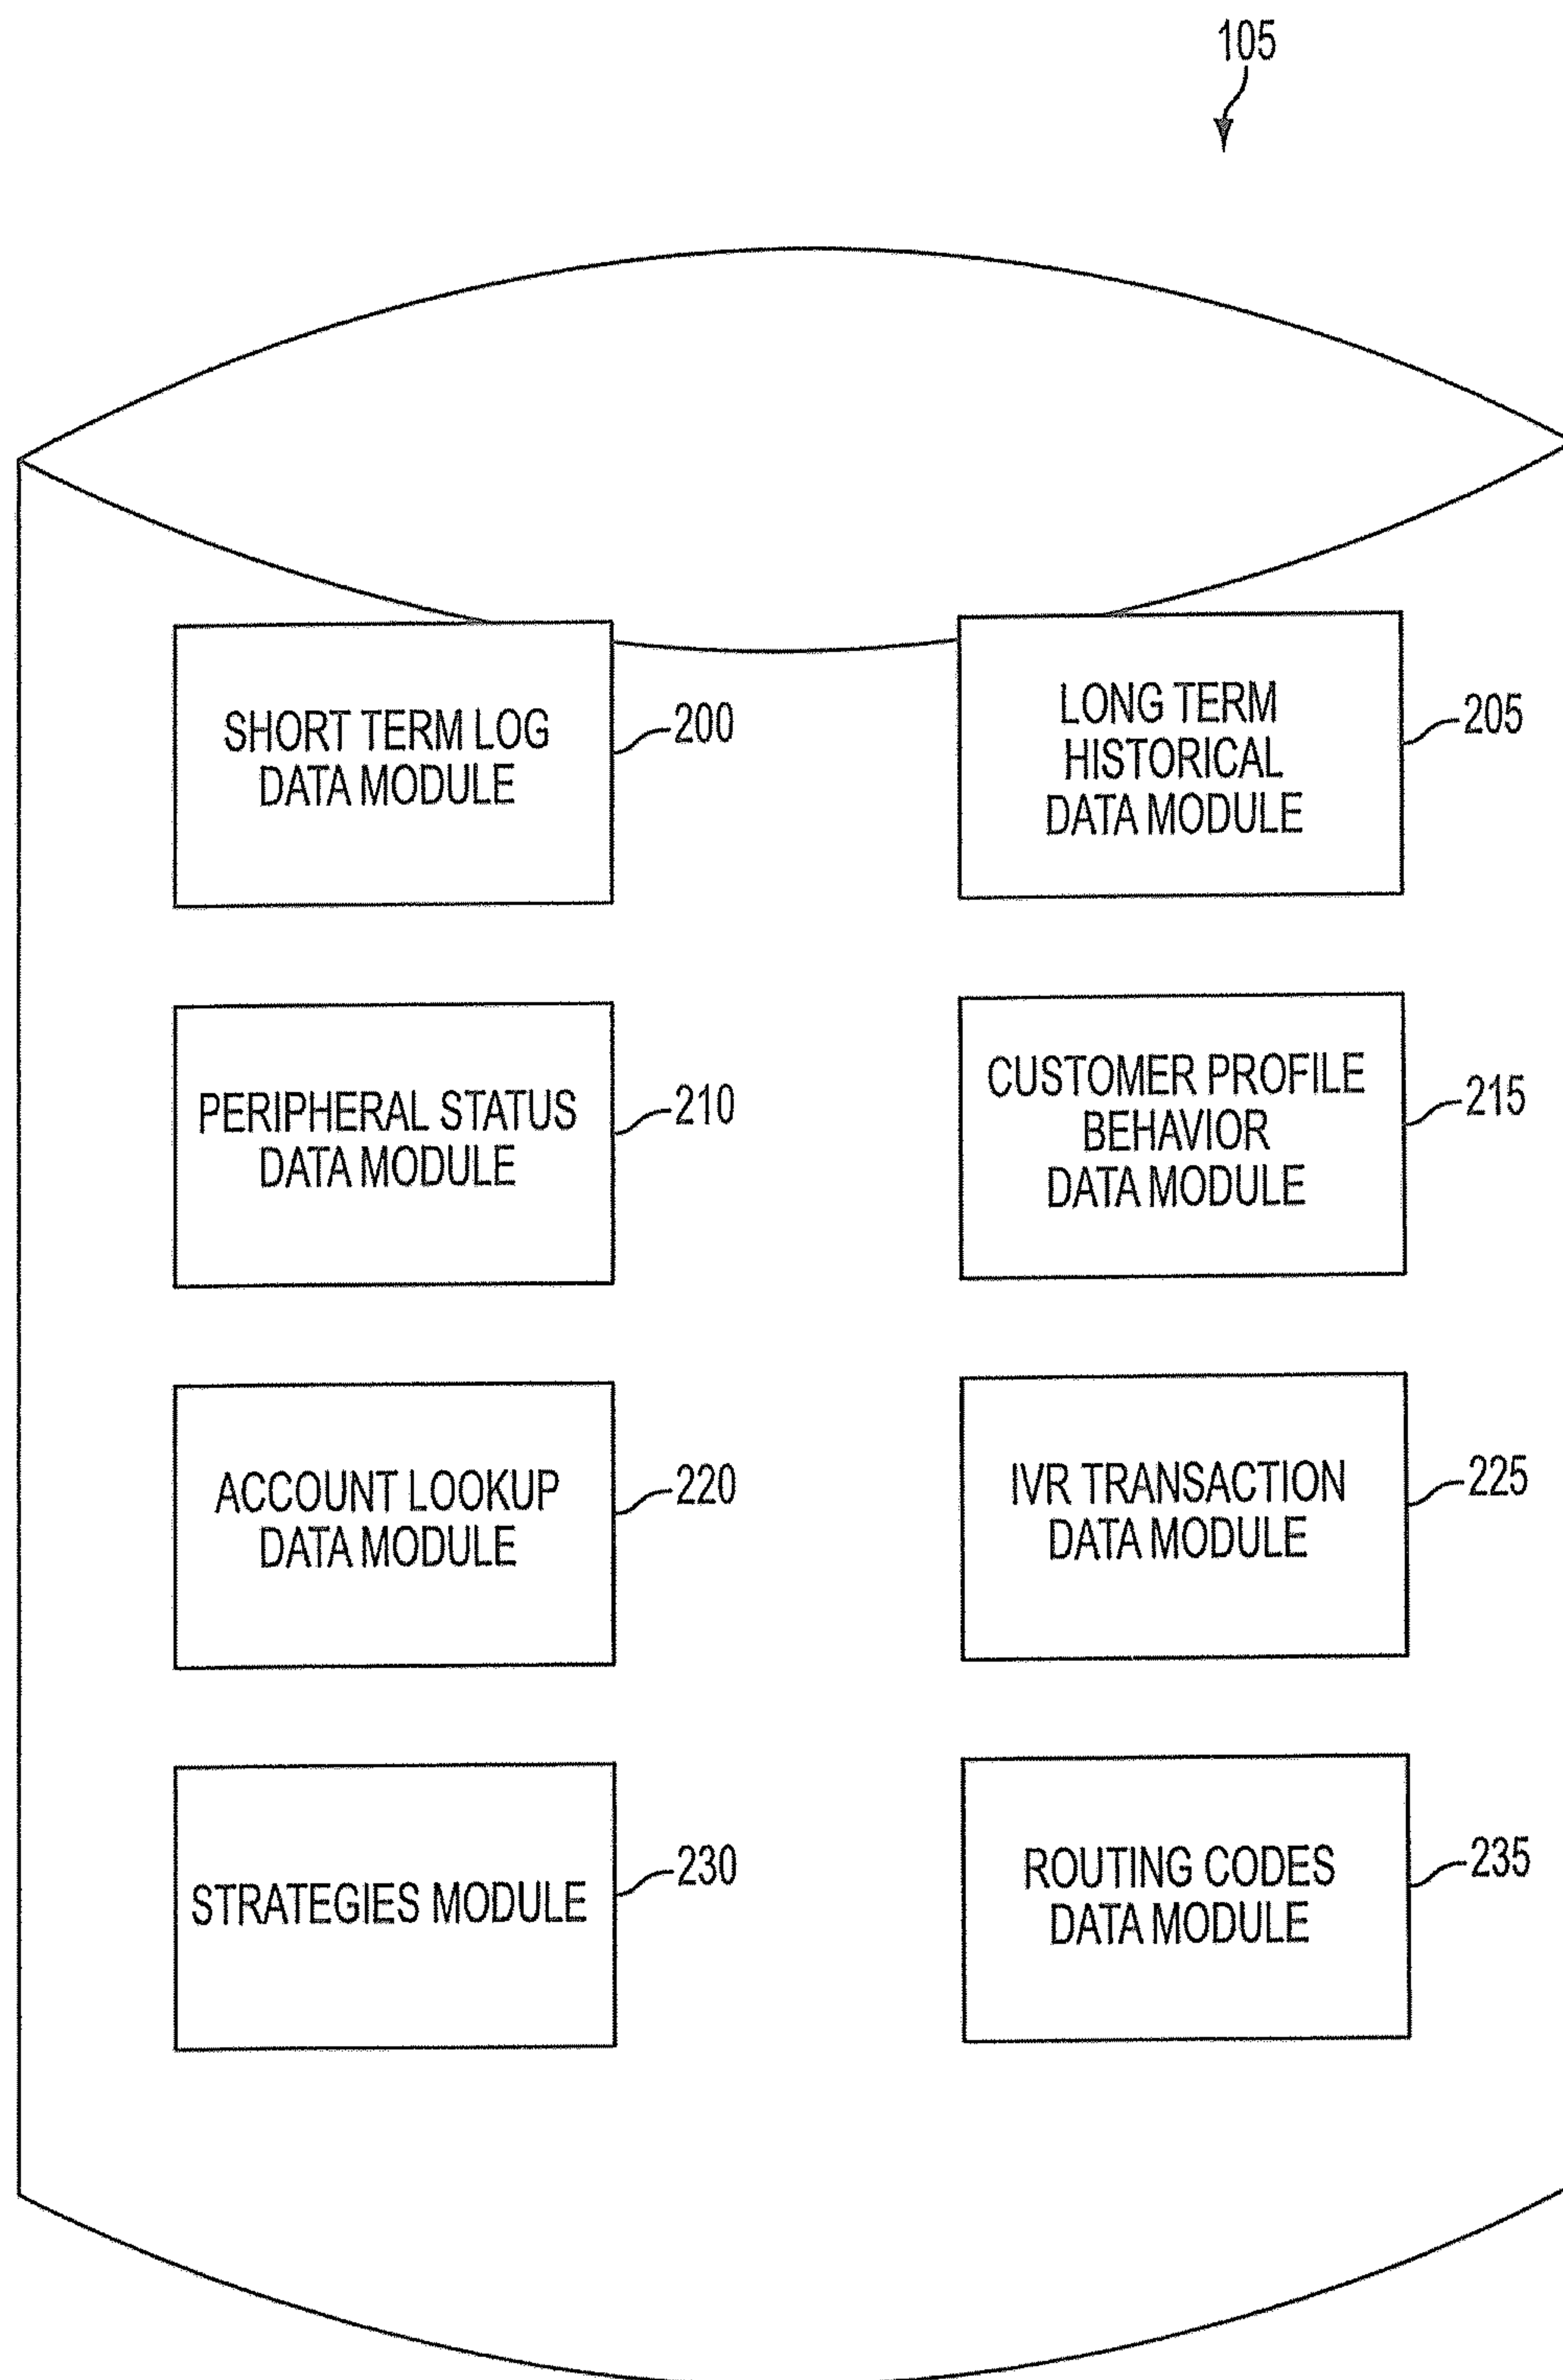 105
SHORT TERM LOG
DATA MODULE
200
LONG TERM
HISTORICAL
DATA MODULE
205
PERIPHERAL STATUS
DATA MODULE
210
CUSTOMER PROFILE
BEHAVIOR
DATA MODULE
215
ACCOUNT LOOKUP
DATA MODULE
220
IVR TRANSACTION
DATA MODULE
225
STRATEGIES MODULE
230
ROUTING CODES
DATA MODULE
235